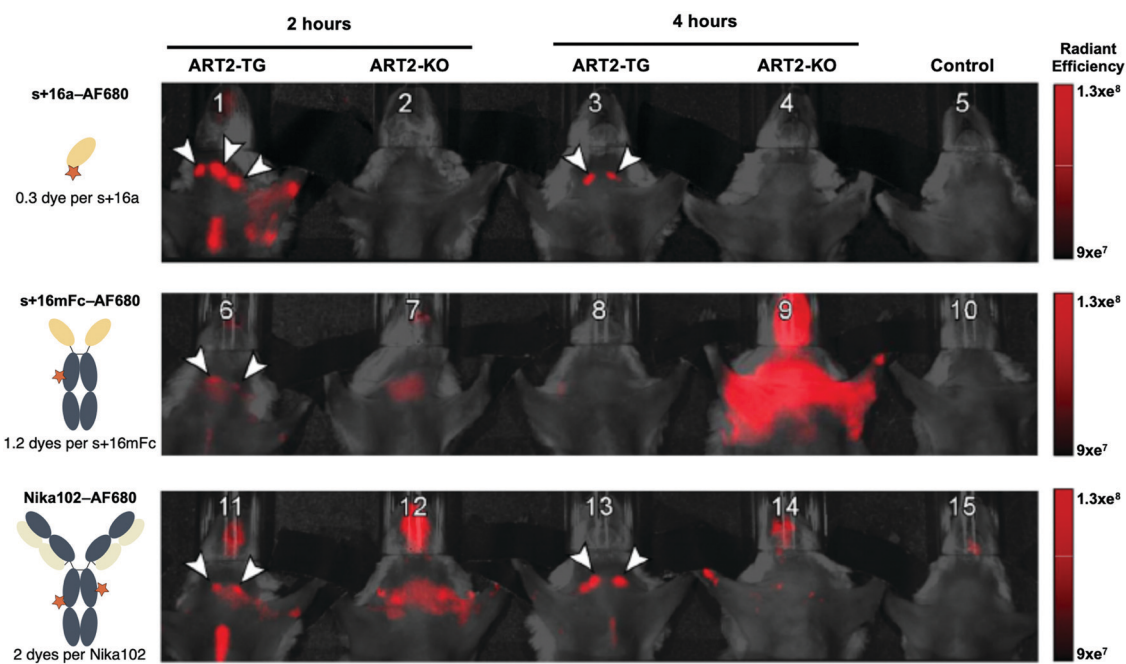 2 hours
4 hours
ART2-TG
ART2-KO
ART2-TG
ART2-KO
Control
Radiant
Efficiency
s+16a–AF680
0.3 dye per s+16a
1 2 3 4 5
1.3xe⁸
9xe⁷
s+16mFc–AF680
1.2 dyes per s+16mFc
6 7 8 9 10
1.3xe⁸
9xe⁷
Nika102–AF680
2 dyes per Nika102
11 12 13 14 15
1.3xe⁸
9xe⁷